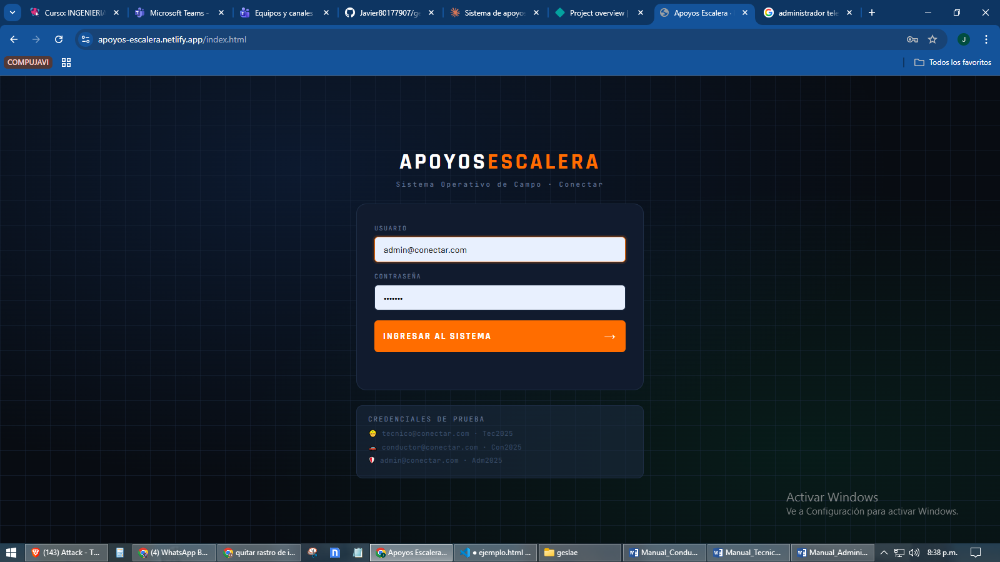 Curso: INGENIERIA
Microsoft Teams -
Equipos y canales
Javier80177907/ge
Sistema de apoyos
Project overview |
Apoyos Escalera ·
administrador tele
apoyos-escalera.netlify.app/index.html
J
COMPUJAVI
Todos los favoritos
APOYOSESCALERA
Sistema Operativo de Campo · Conectar
USUARIO
admin@conectar.com
CONTRASEÑA
•••••••
INGRESAR AL SISTEMA →
CREDENCIALES DE PRUEBA
tecnico@conectar.com · Tec2025
conductor@conectar.com · Con2025
admin@conectar.com · Adm2025
Activar Windows
Ve a Configuración para activar Windows.
(143) Attack - T...
(4) WhatsApp B...
quitar rastro de i...
Apoyos Escalera...
● ejemplo.html ...
geslae
Manual_Condu...
Manual_Tecnic...
Manual_Admini...
8:38 p.m.